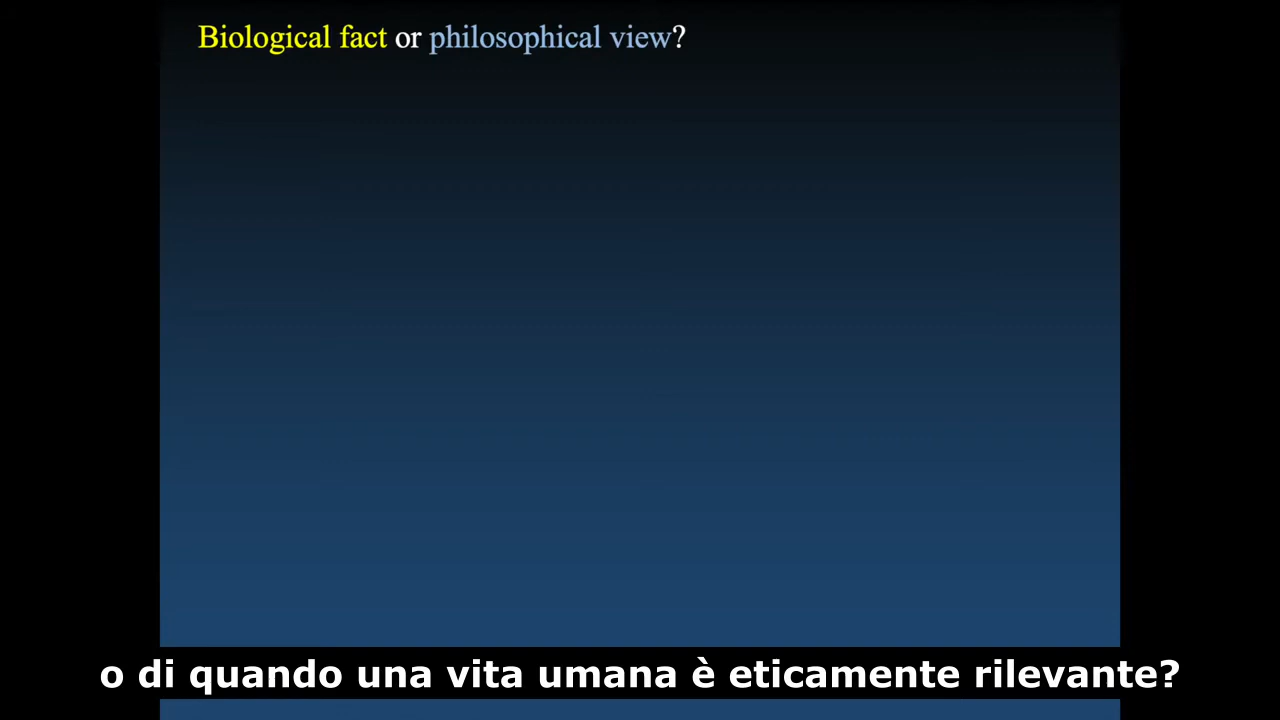 Biological fact or philosophical view?
o di quando una vita umana è eticamente rilevante?